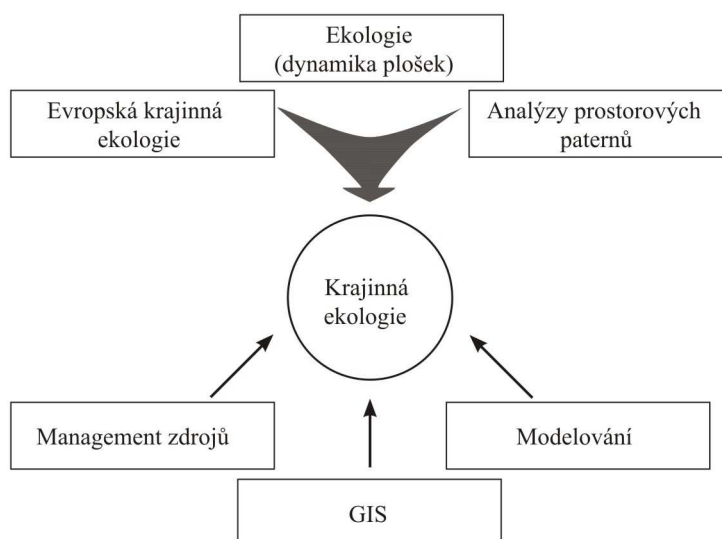 Ekologie
(dynamika plošek)
Evropská krajinná
ekologie
Analýzy prostorových
paternů
Krajinná
ekologie
Management zdrojů
Modelování
GIS